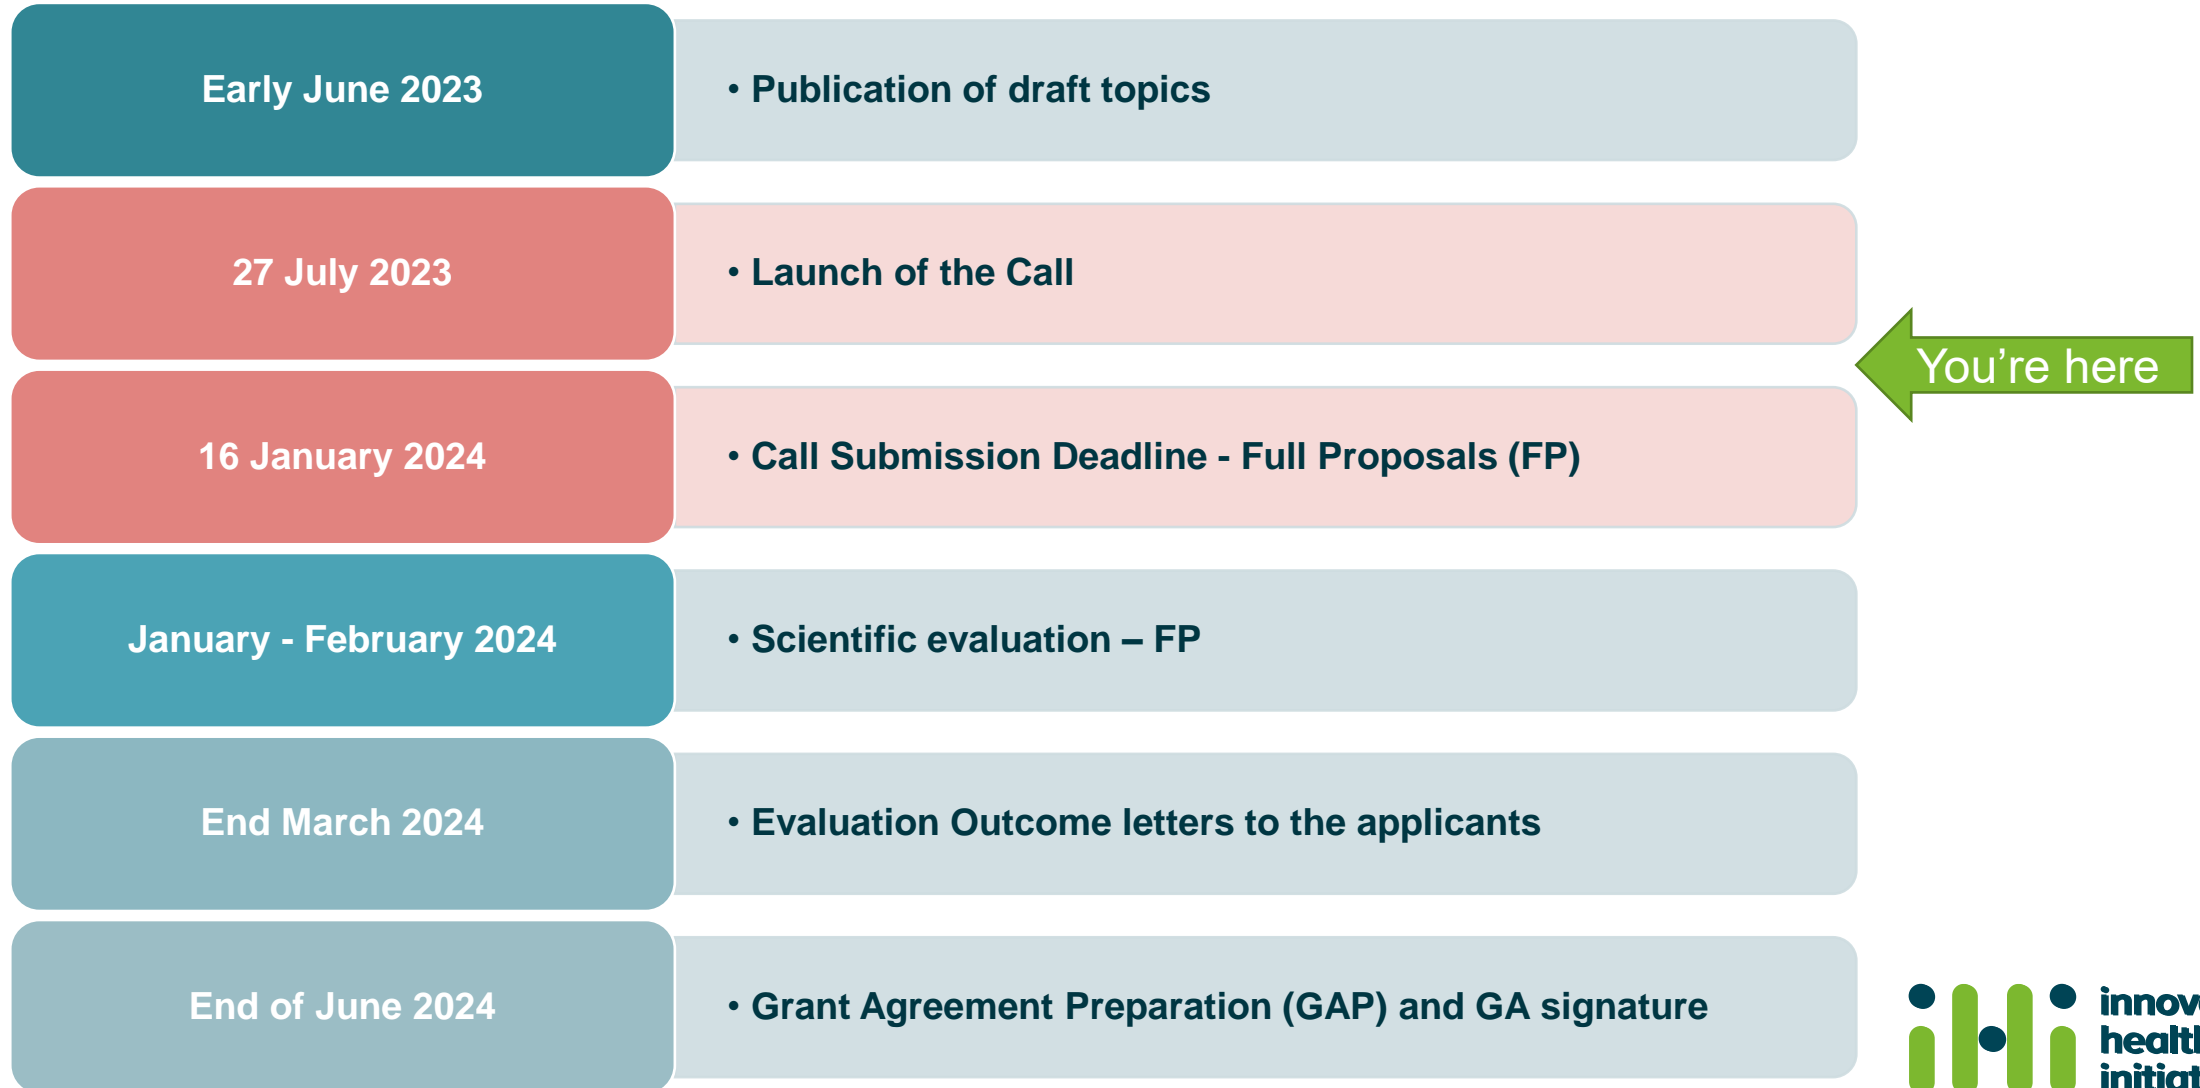 Early June 2023
• Publication of draft topics
27 July 2023
• Launch of the Call
You're here
16 January 2024
• Call Submission Deadline - Full Proposals (FP)
January - February 2024
• Scientific evaluation – FP
End March 2024
• Evaluation Outcome letters to the applicants
End of June 2024
• Grant Agreement Preparation (GAP) and GA signature
ihi